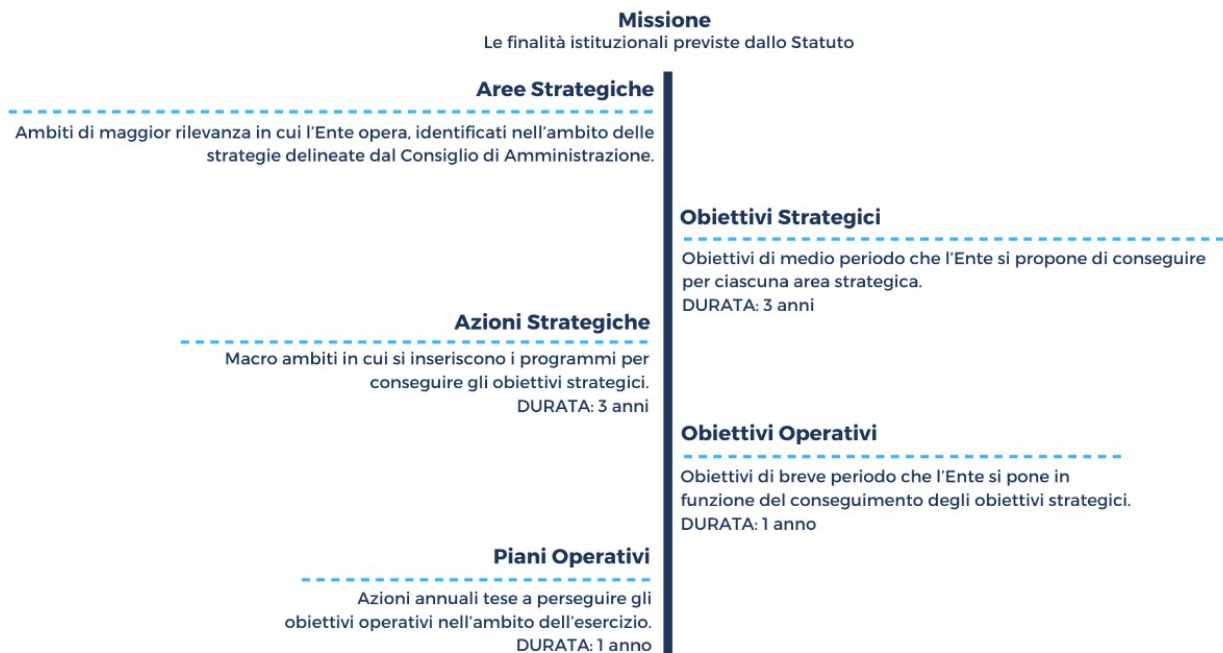 Missione
Le finalità istituzionali previste dallo Statuto
Aree Strategiche
Ambiti di maggior rilevanza in cui l'Ente opera, identificati nell'ambito delle
strategie delineate dal Consiglio di Amministrazione.
Obiettivi Strategici
Obiettivi di medio periodo che l'Ente si propone di conseguire
per ciascuna area strategica.
DURATA: 3 anni
Azioni Strategiche
Macro ambiti in cui si inseriscono i programmi per
conseguire gli obiettivi strategici.
DURATA: 3 anni
Obiettivi Operativi
Obiettivi di breve periodo che l'Ente si pone in
funzione del conseguimento degli obiettivi strategici.
DURATA: 1 anno
Piani Operativi
Azioni annuali tese a perseguire gli
obiettivi operativi nell'ambito dell'esercizio.
DURATA: 1 anno